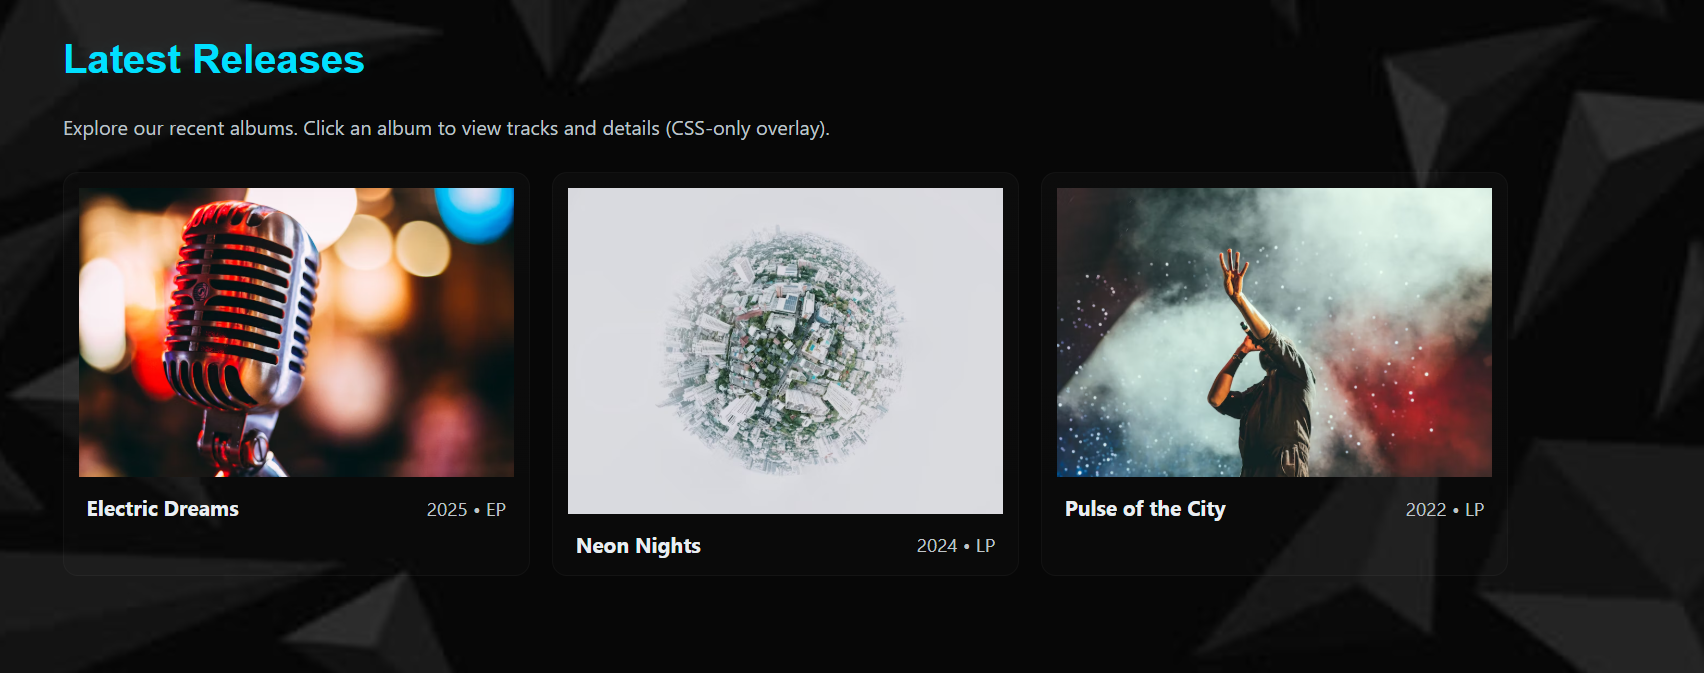 Latest Releases
Explore our recent albums. Click an album to view tracks and details (CSS-only overlay).
Electric Dreams
2025 • EP
Neon Nights
2024 • LP
Pulse of the City
2022 • LP